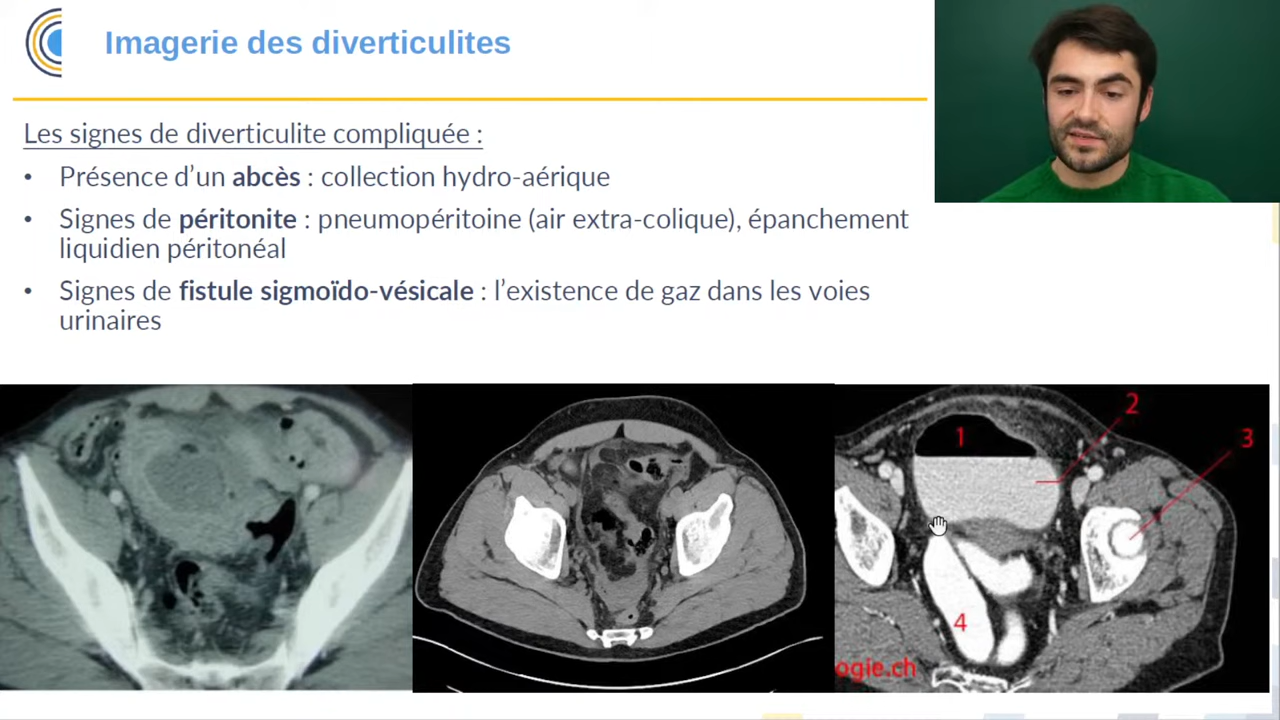 Imagerie des diverticulites
Les signes de diverticulite compliquée :
• Présence d’un abcès : collection hydro-aérique
• Signes de péritonite : pneumopéritoine (air extra-colique), épanchement
liquidien péritonéal
• Signes de fistule sigmoïdo-vésicale : l’existence de gaz dans les voies
urinaires
1
2
3
4
ogie.ch